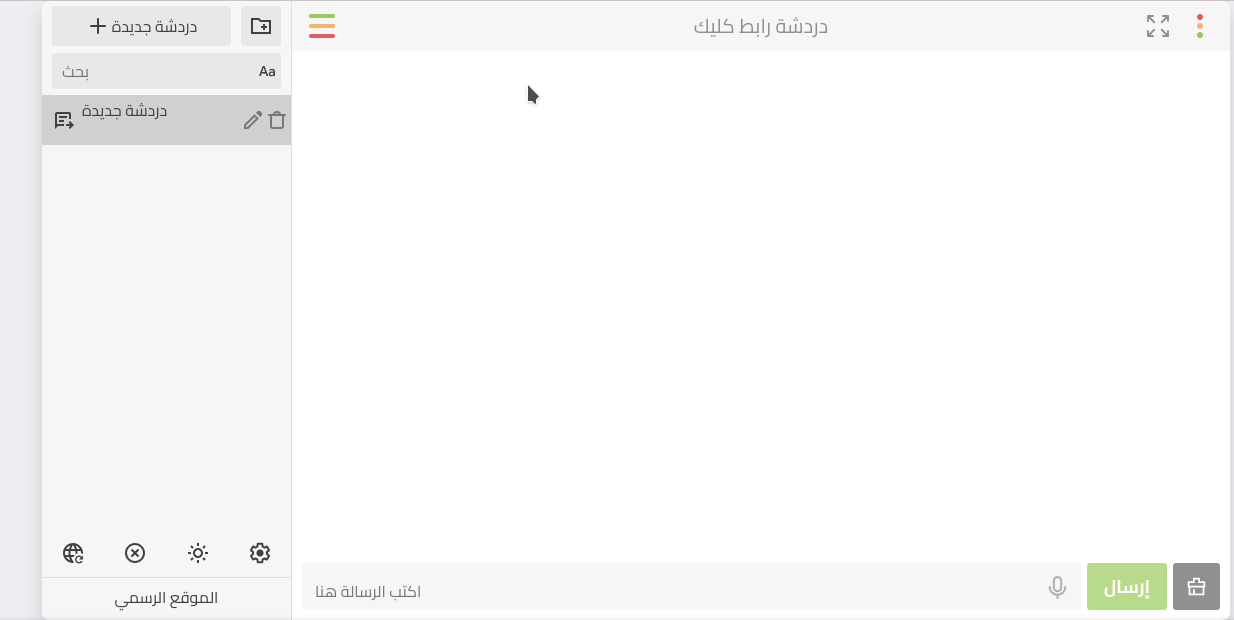 دردشة جديدة
بحث
Aa
دردشة جديدة
الموقع الرسمي
دردشة رابط كليك
اكتب الرسالة هنا
إرسال